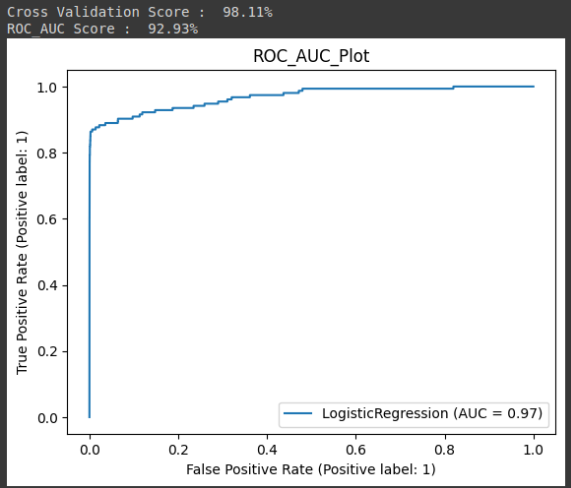 Cross Validation Score :  98.11%
ROC_AUC Score :  92.93%
ROC_AUC_Plot
1.0
0.8
0.6
0.4
0.2
0.0
True Positive Rate (Positive label: 1)
LogisticRegression (AUC = 0.97)
0.0 0.2 0.4 0.6 0.8 1.0
False Positive Rate (Positive label: 1)